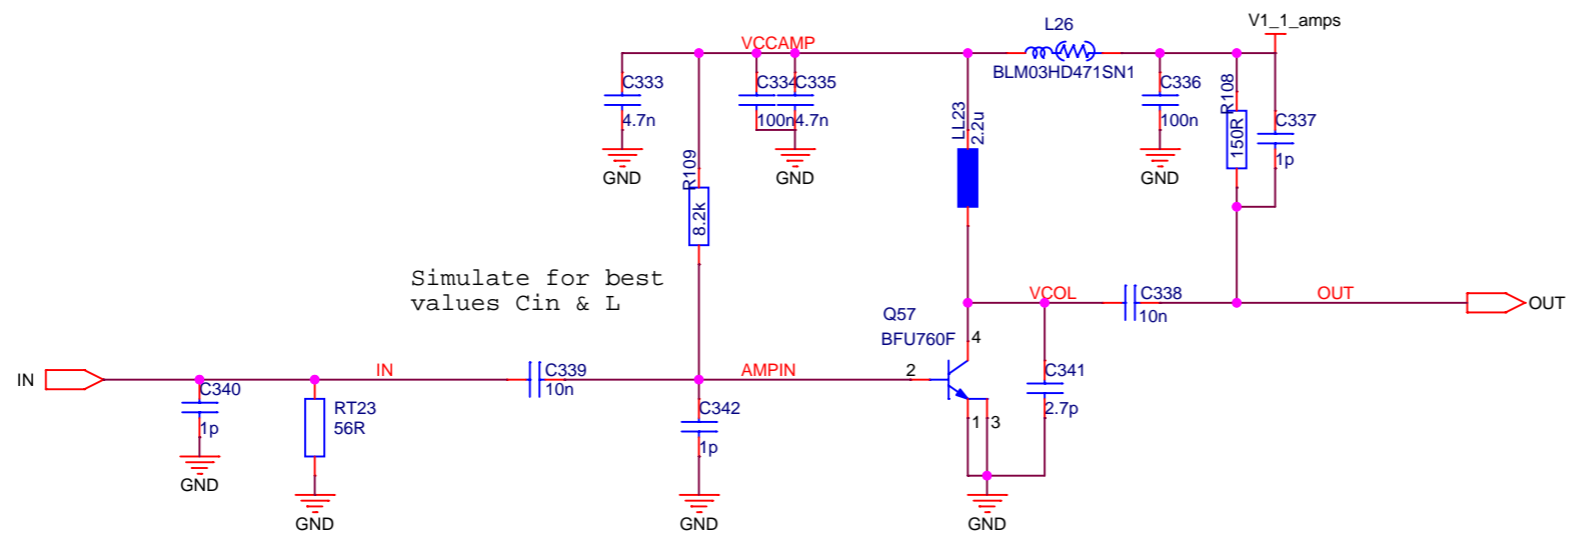 V1_1_amps
L26
VCCAMP
BLM03HD471SN1
C333
4.7n
GND
C334
100n
C335
4.7n
GND
LL23
2.2u
C336
100n
GND
R108
150R
C337
1p
R109
8.2k
Simulate for best
values Cin & L
VCOL
C338
10n
OUT
OUT
Q57
BFU760F
4
2
1
3
C341
2.7p
IN
IN
C339
10n
AMPIN
C340
1p
GND
RT23
56R
GND
C342
1p
GND
GND